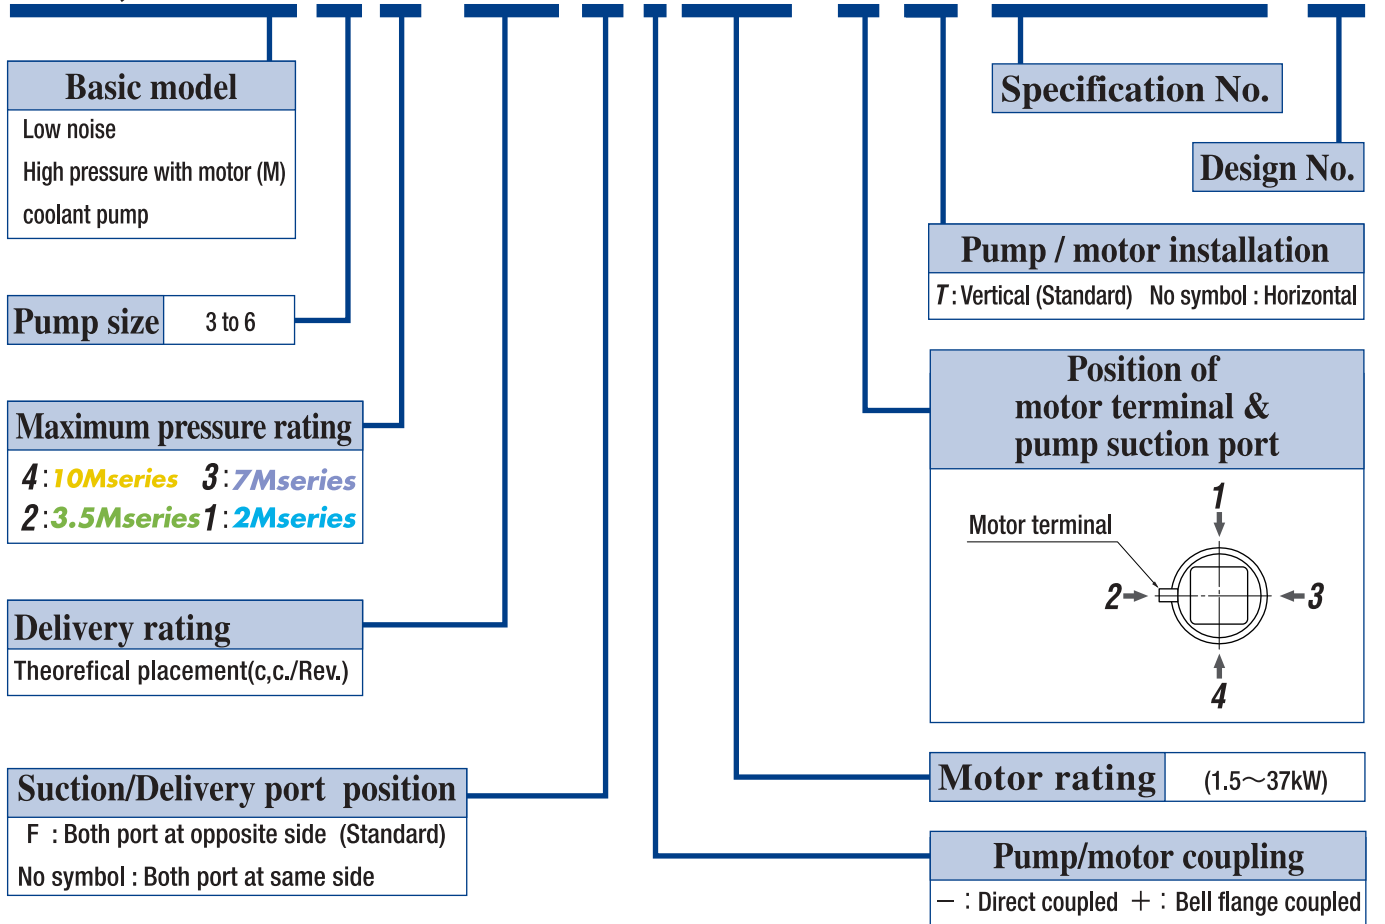 Basic model
Low noise
High pressure with motor (M)
coolant pump
Pump size 3 to 6
Maximum pressure rating
4 : 10Mseries 3 : 7Mseries
2 : 3.5Mseries 1 : 2Mseries
Delivery rating
Theorefical placement(c,c./Rev.)
Suction/Delivery port position
F : Both port at opposite side (Standard)
No symbol : Both port at same side
Specification No.
Design No.
Pump / motor installation
T : Vertical (Standard) No symbol : Horizontal
Position of
motor terminal &
pump suction port
1
Motor terminal
2
3
4
Motor rating (1.5～37kW)
Pump/motor coupling
− : Direct coupled + : Bell flange coupled